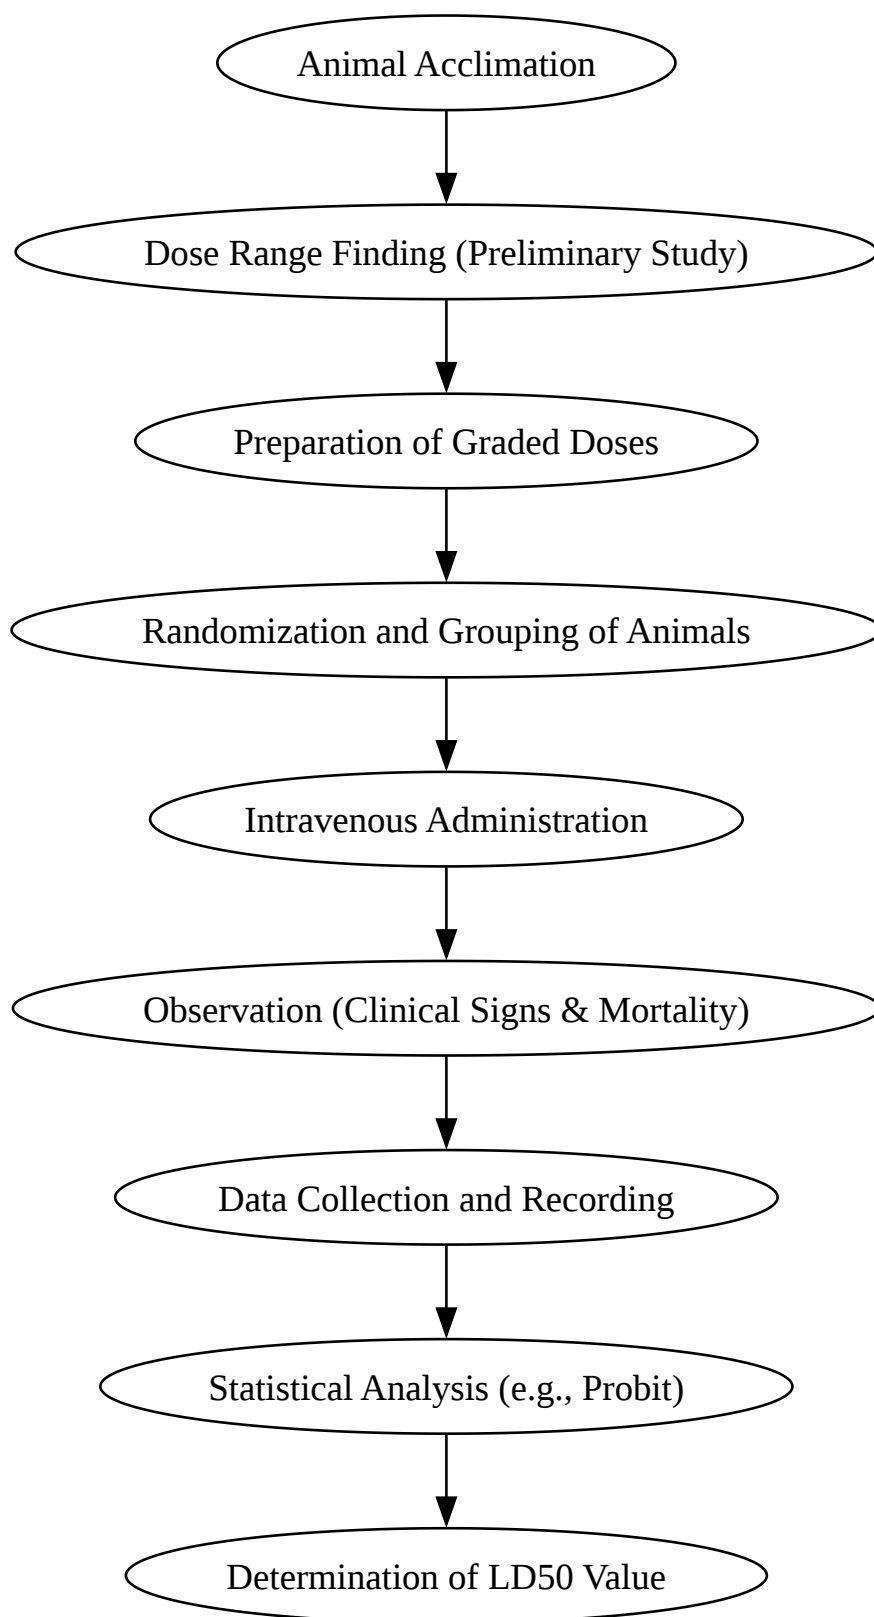 Animal Acclimation
Dose Range Finding (Preliminary Study)
Preparation of Graded Doses
Randomization and Grouping of Animals
Intravenous Administration
Observation (Clinical Signs & Mortality)
Data Collection and Recording
Statistical Analysis (e.g., Probit)
Determination of LD50 Value